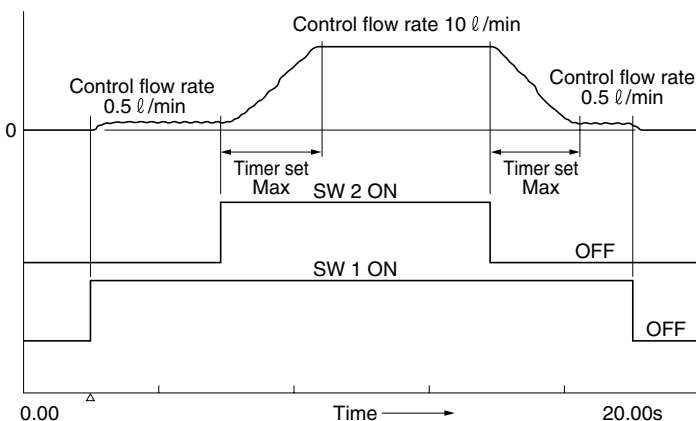 Control flow rate 10 ℓ/min
Control flow rate
0.5 ℓ/min
Control flow rate
0.5 ℓ/min
0
Timer set
Max
Timer set
Max
SW 2 ON
OFF
SW 1 ON
OFF
0.00
Time
20.00s